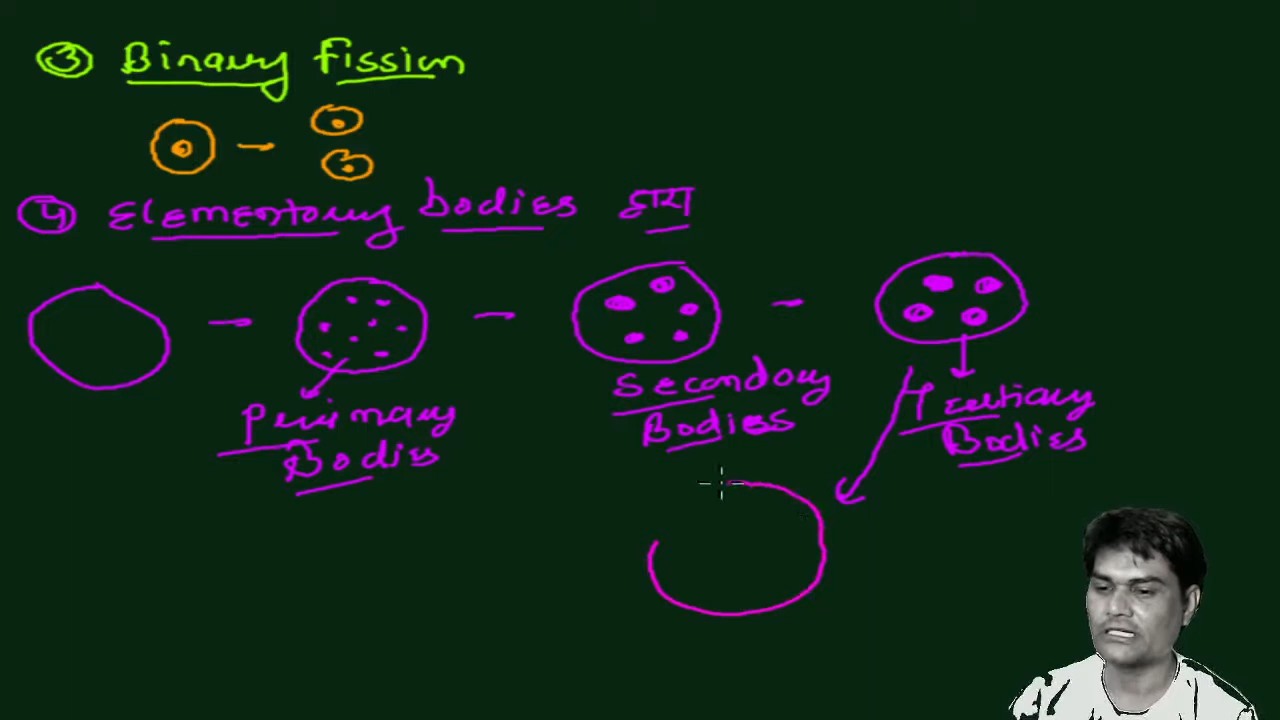 ③ Binary fission
④ Elementary bodies द्वारा
Primary
Bodies
Secondary
Bodies
Tertiary
Bodies